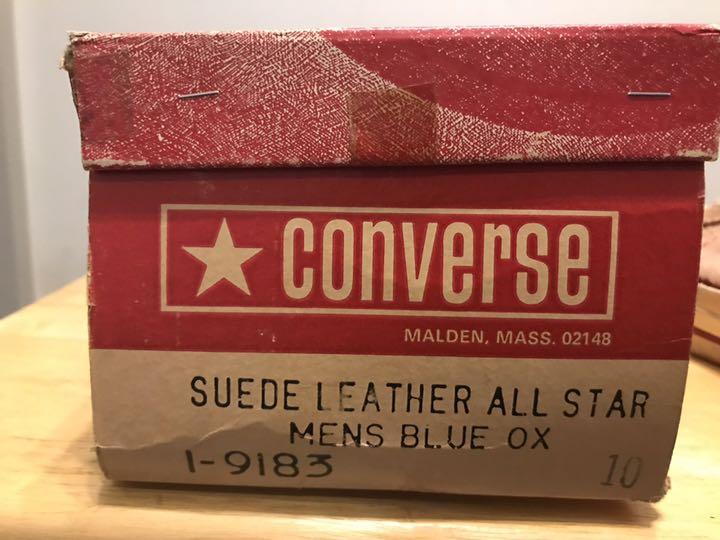 converse
MALDEN, MASS. 02148
SUEDE LEATHER ALL STAR
MENS BLUE OX
1-9183 10